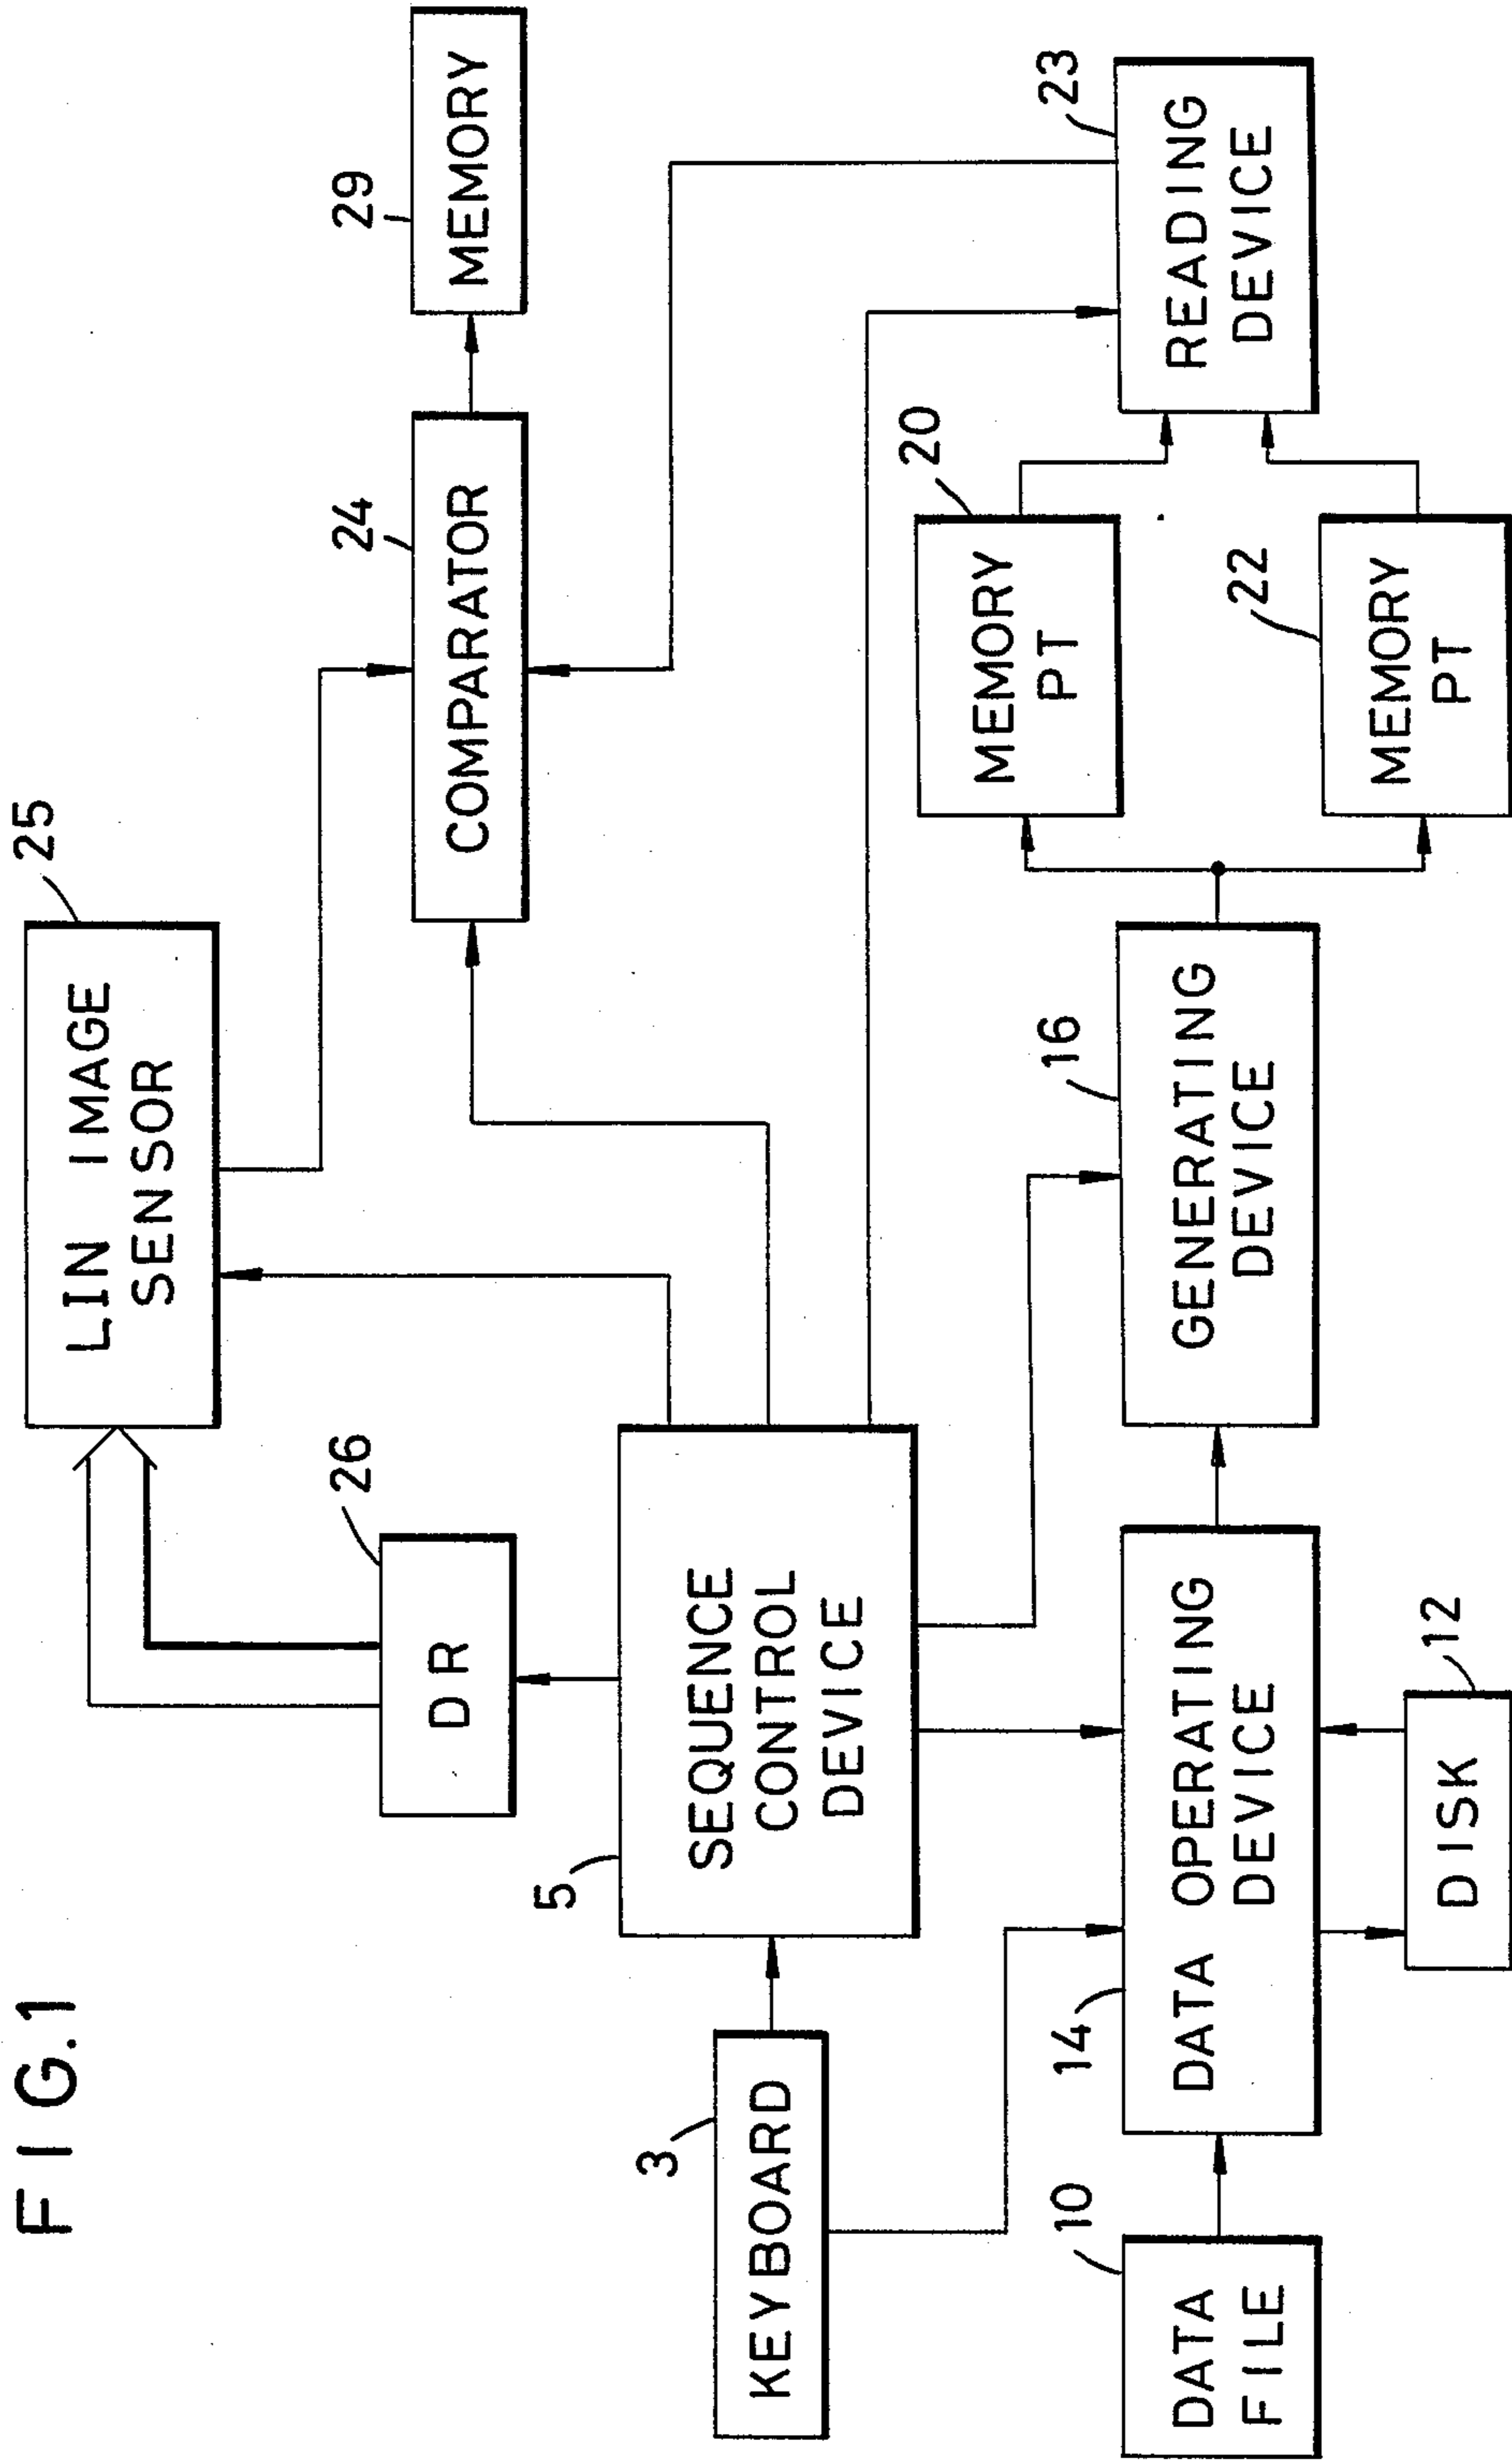 FIG.1
25
LIN IMAGE
SENSOR
26
DR
24
COMPARATOR
29
MEMORY
3
KEYBOARD
5
SEQUENCE
CONTROL
DEVICE
10
DATA
FILE
14
DATA OPERATING
DEVICE
12
DISK
16
GENERATING
DEVICE
20
MEMORY
PT
22
MEMORY
PT
23
READING
DEVICE